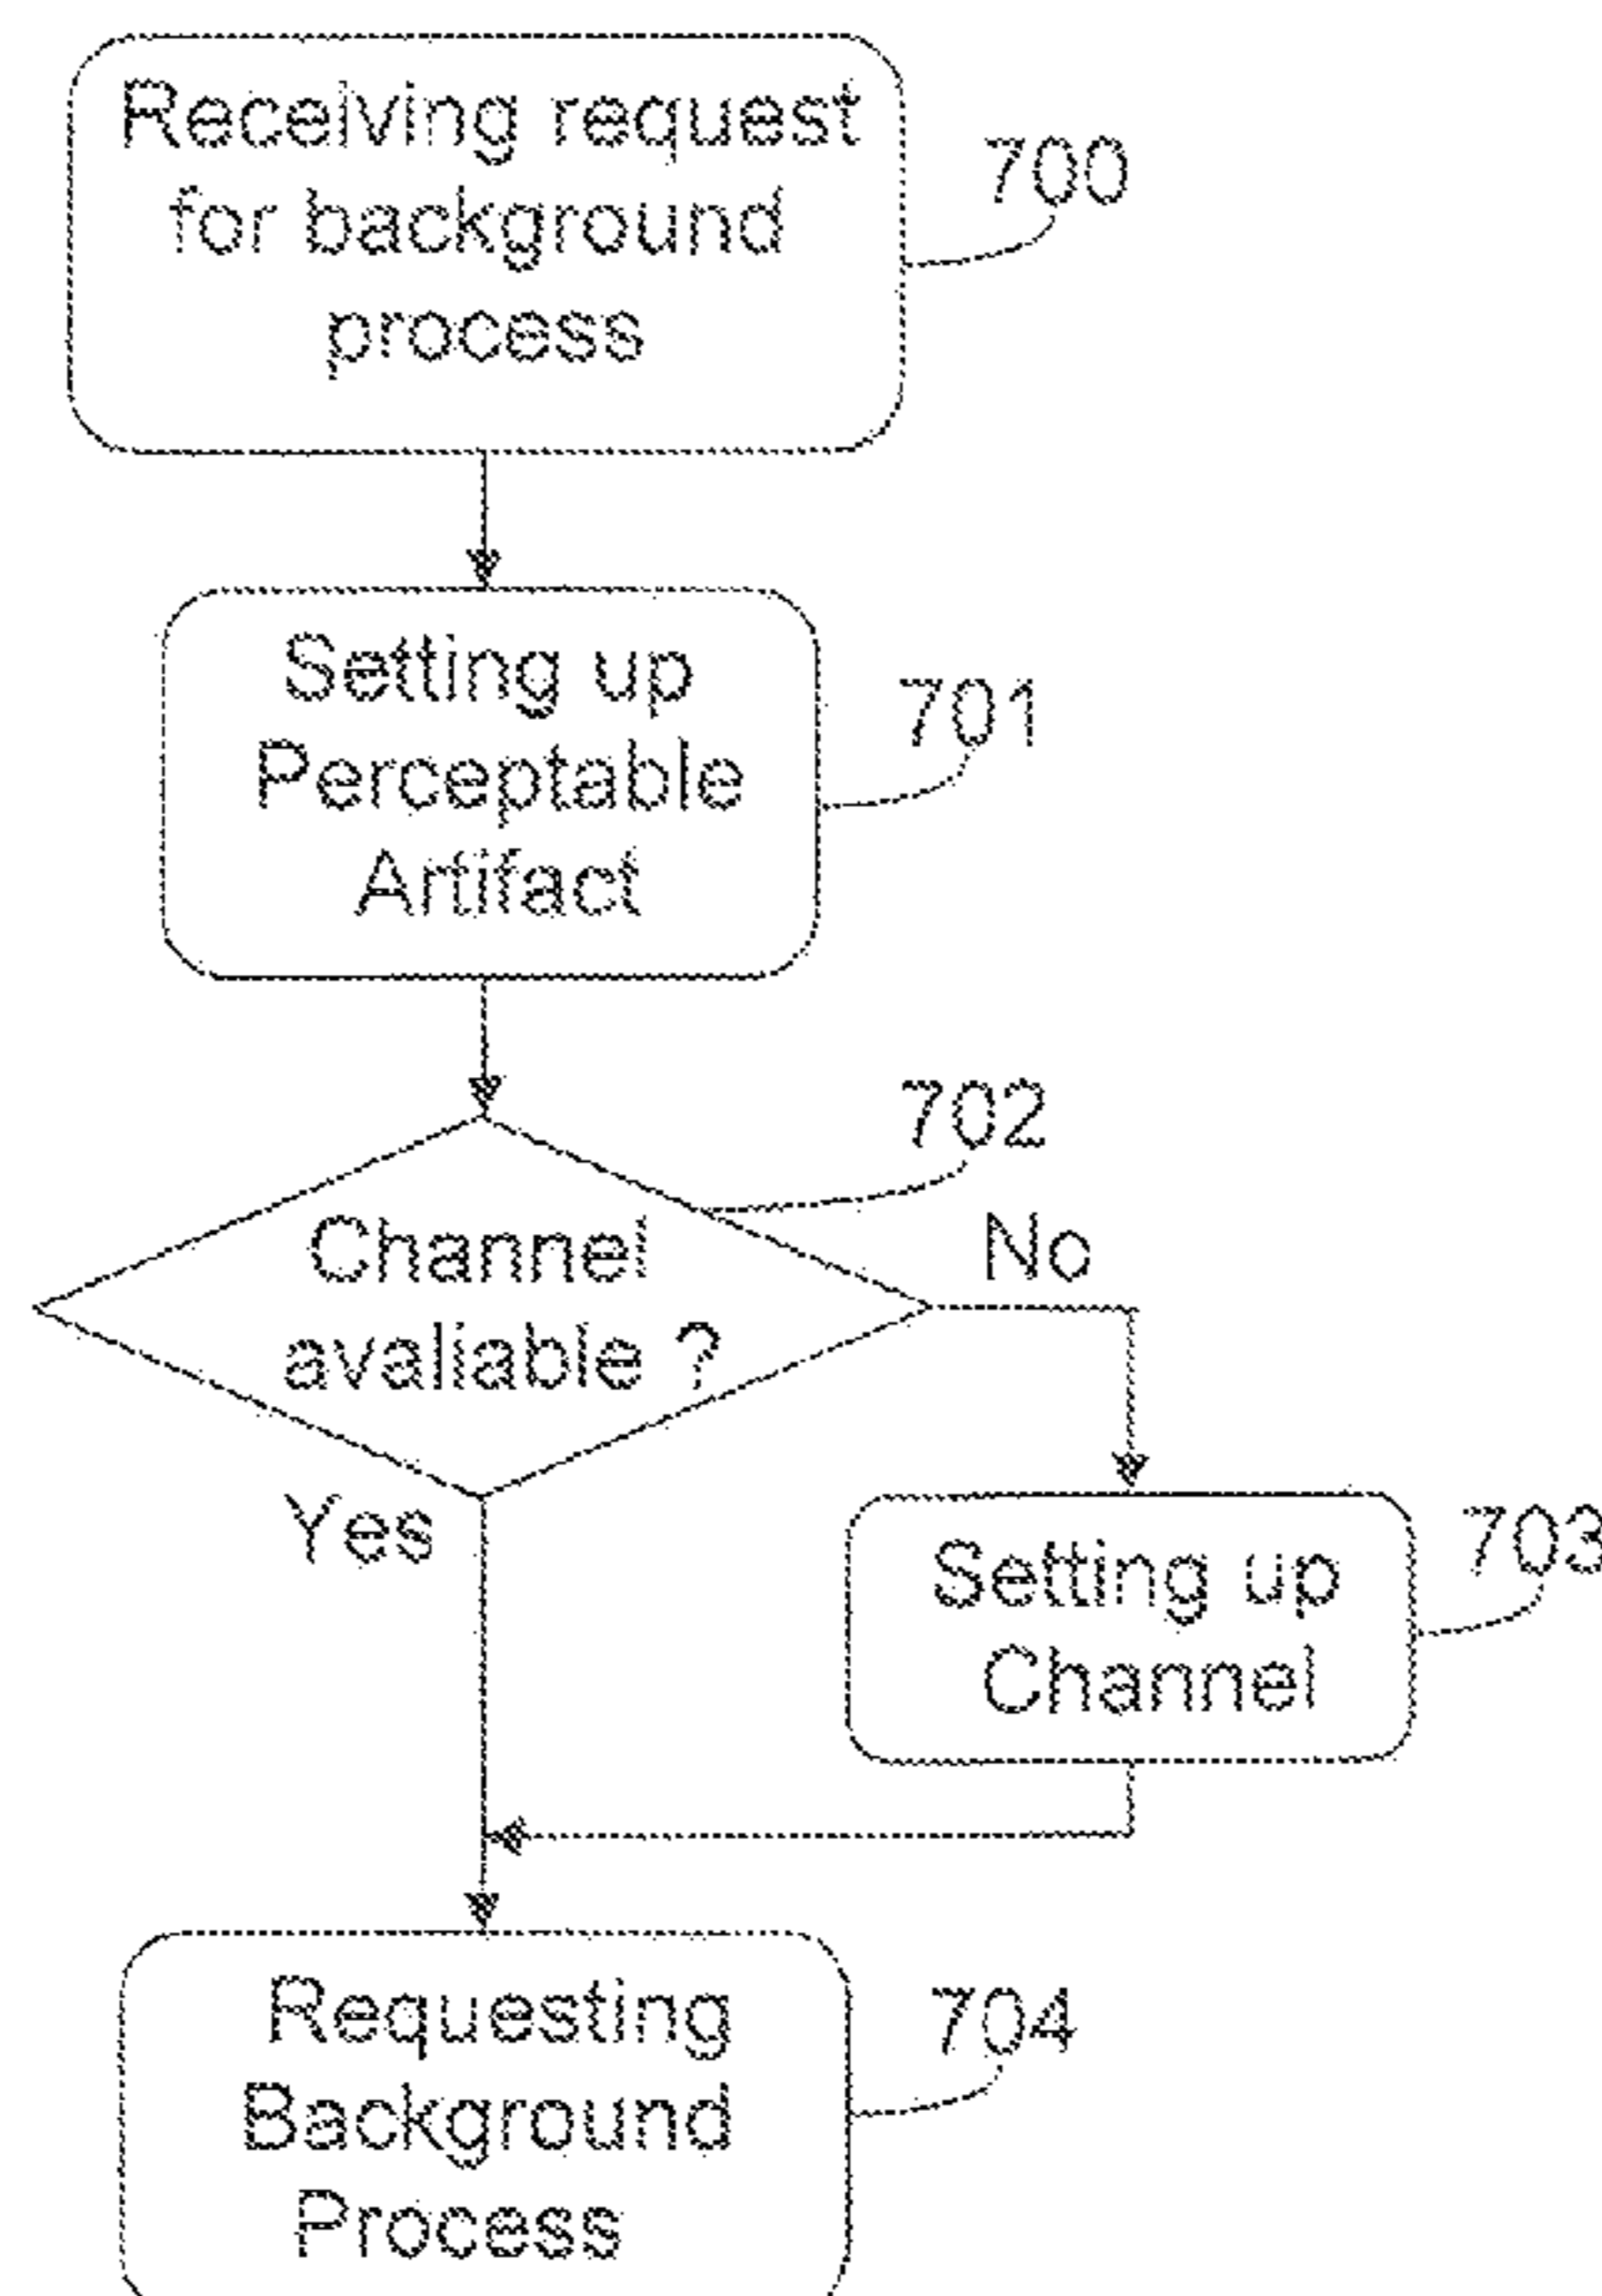 Receiving request
for background
process
700
Setting up
Perceptable
Artifact
701
702
Channel
avaliable ?
No
Yes
Setting up
Channel
703
Requesting
Background
Process
704